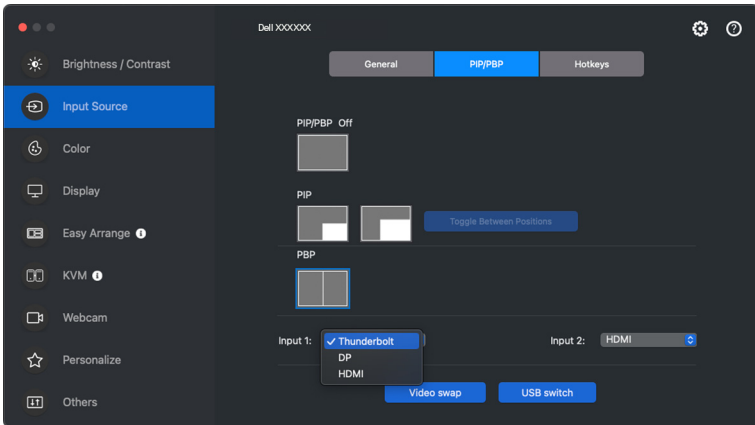 Dell XXXXXX
Brightness / Contrast
Input Source
Color
Display
Easy Arrange
KVM
Webcam
Personalize
Others
General
PIP/PBP
Hotkeys
PIP/PBP Off
PIP
Toggle Between Positions
PBP
Input 1:
✓ Thunderbolt
DP
HDMI
Input 2:
HDMI
Video swap
USB switch